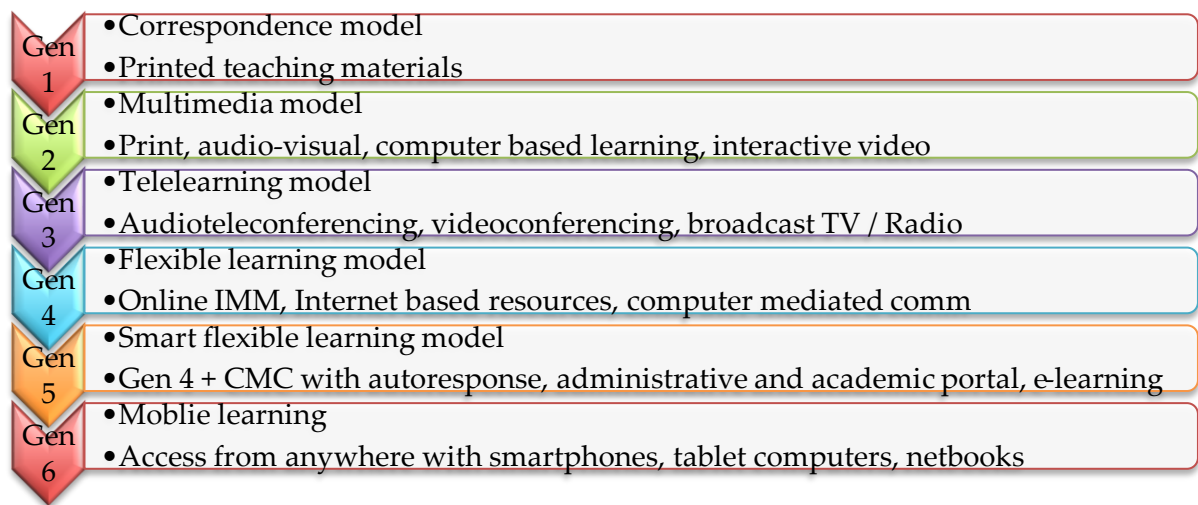 Gen
1
•Correspondence model
•Printed teaching materials
Gen
2
•Multimedia model
•Print, audio-visual, computer based learning, interactive video
Gen
3
•Telelearning model
•Audioteleconferencing, videoconferencing, broadcast TV / Radio
Gen
4
•Flexible learning model
•Online IMM, Internet based resources, computer mediated comm
Gen
5
•Smart flexible learning model
•Gen 4 + CMC with autoresponse, administrative and academic portal, e-learning
Gen
6
•Moblie learning
•Access from anywhere with smartphones, tablet computers, netbooks